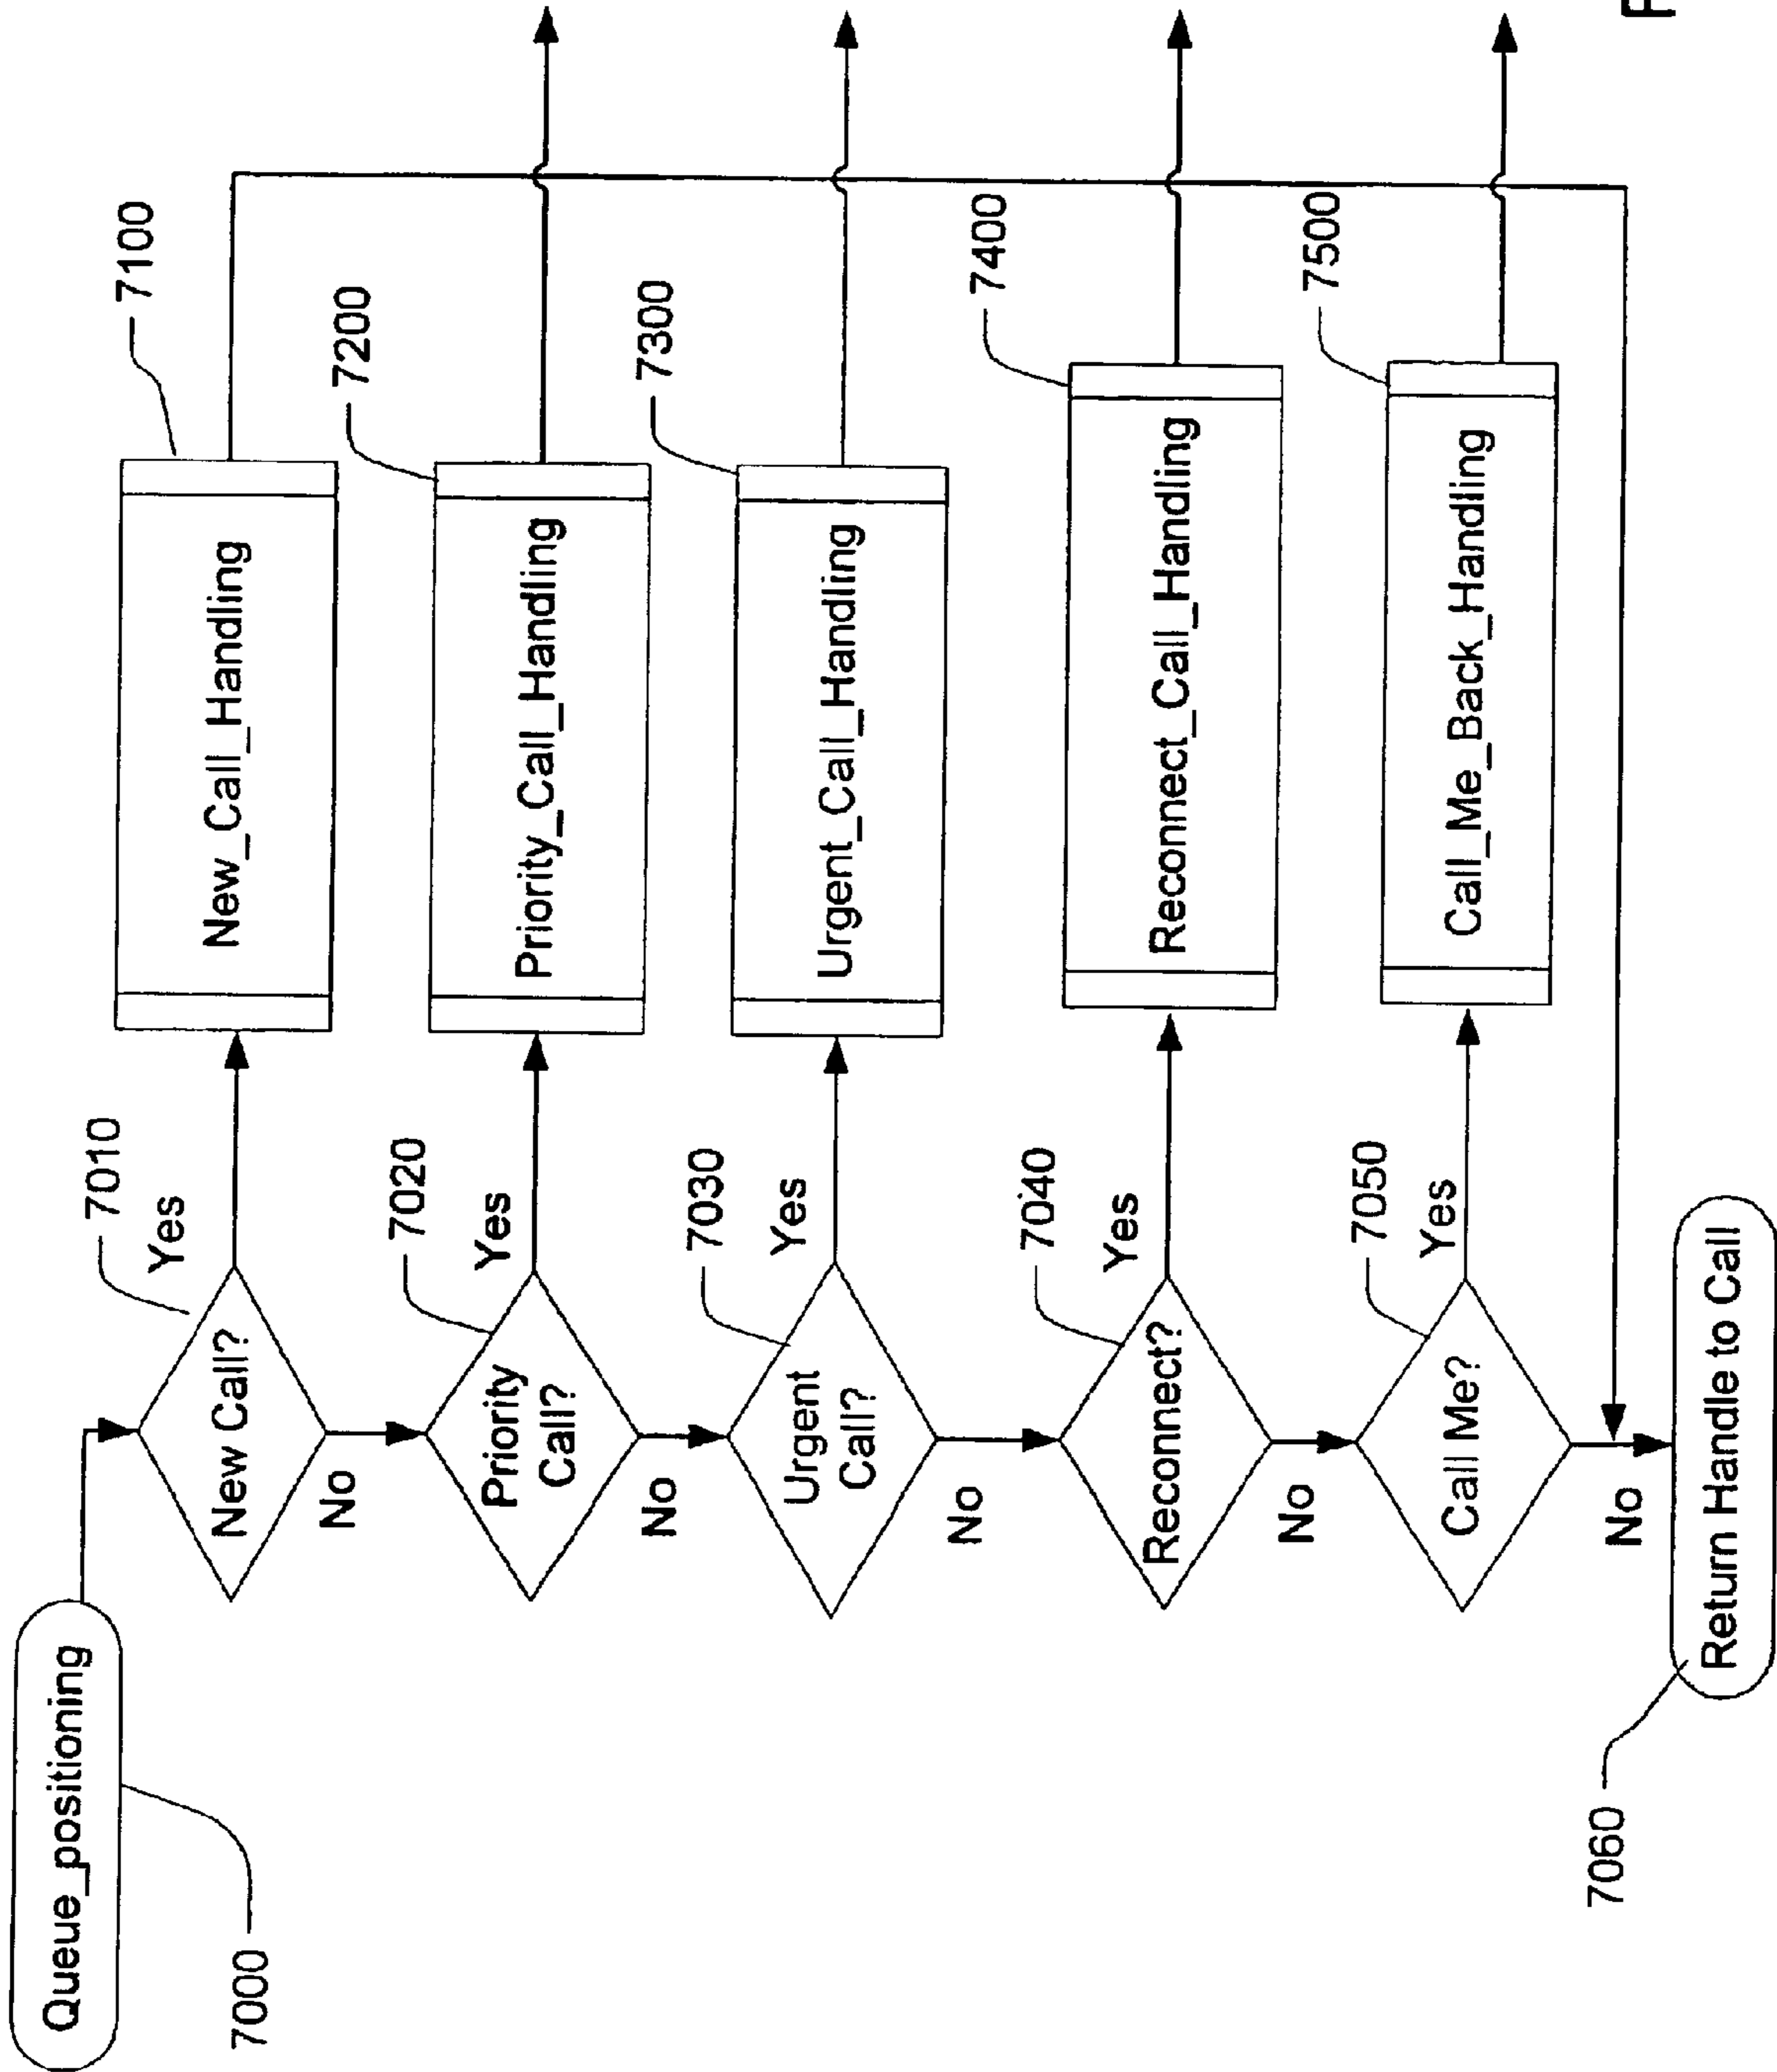 Queue_positioning
7000
New Call?
7010
Yes
No
New_Call_Handling
7100
Priority
Call?
7020
Yes
No
Priority_Call_Handling
7200
Urgent
Call?
7030
Yes
No
Urgent_Call_Handling
7300
Reconnect?
7040
Yes
No
Reconnect_Call_Handling
7400
Call Me?
7050
Yes
No
Call_Me_Back_Handling
7500
Return Handle to Call
7060